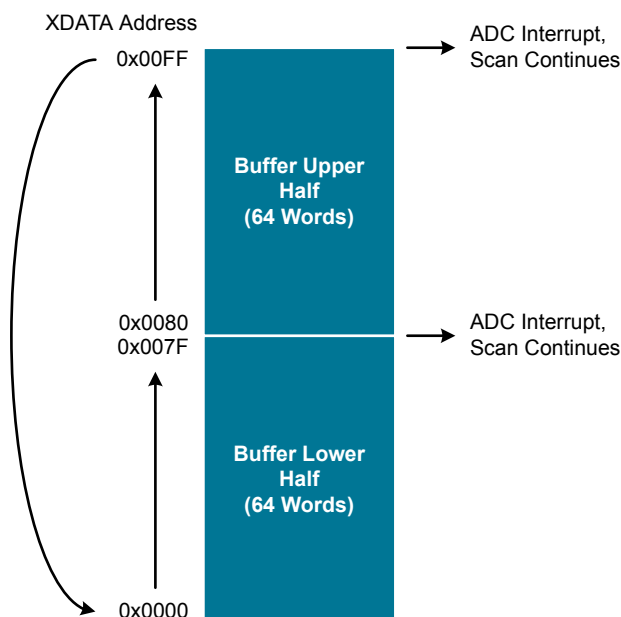 XDATA Address
0x00FF
ADC Interrupt,
Scan Continues
Buffer Upper
Half
(64 Words)
0x0080
0x007F
ADC Interrupt,
Scan Continues
Buffer Lower
Half
(64 Words)
0x0000